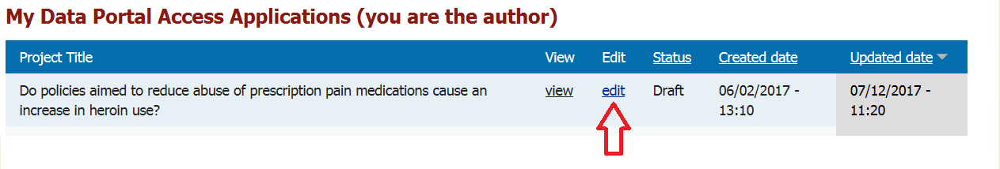 My Data Portal Access Applications (you are the author)
Project Title View Edit Status Created date Updated date
Do policies aimed to reduce abuse of prescription pain medications cause an view edit Draft 06/02/2017 - 07/12/2017 -
increase in heroin use? 13:10 11:20